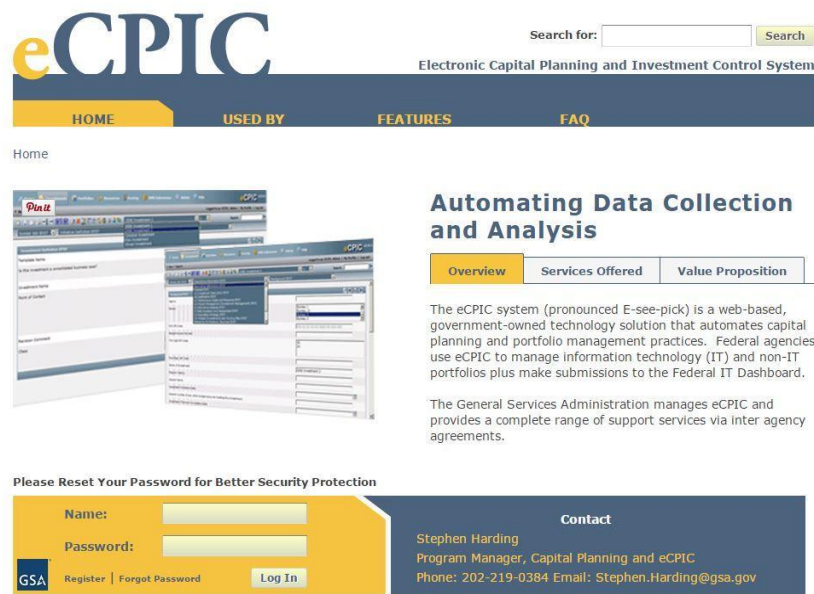 eCPIC
Search for:
Search
Electronic Capital Planning and Investment Control System
HOME USED BY FEATURES FAQ
Home
Pinit
eCPIC
eCPIC
Automating Data Collection
and Analysis
Overview Services Offered Value Proposition
The eCPIC system (pronounced E-see-pick) is a web-based,
government-owned technology solution that automates capital
planning and portfolio management practices. Federal agencies
use eCPIC to manage information technology (IT) and non-IT
portfolios plus make submissions to the Federal IT Dashboard.
The General Services Administration manages eCPIC and
provides a complete range of support services via inter agency
agreements.
Please Reset Your Password for Better Security Protection
Name:
Password:
GSA
Register | Forgot Password
Log In
Contact
Stephen Harding
Program Manager, Capital Planning and eCPIC
Phone: 202-219-0384 Email: Stephen.Harding@gsa.gov